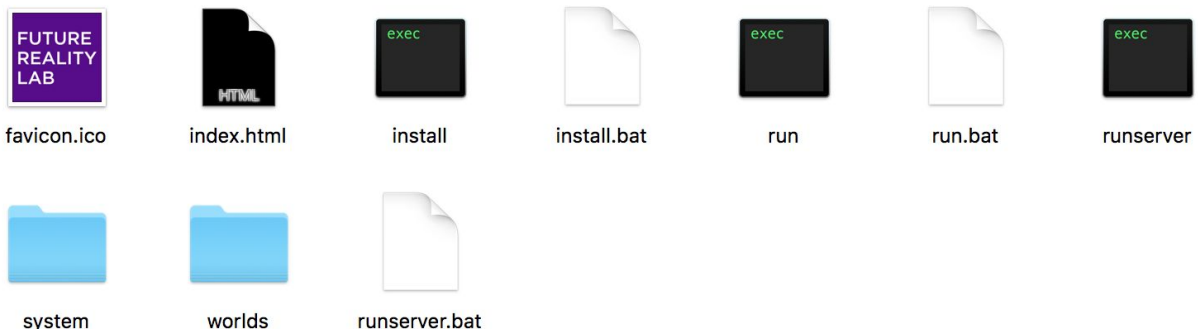 FUTURE
REALITY
LAB
HTML
exec
exec
exec
favicon.ico
index.html
install
install.bat
run
run.bat
runserver
system
worlds
runserver.bat